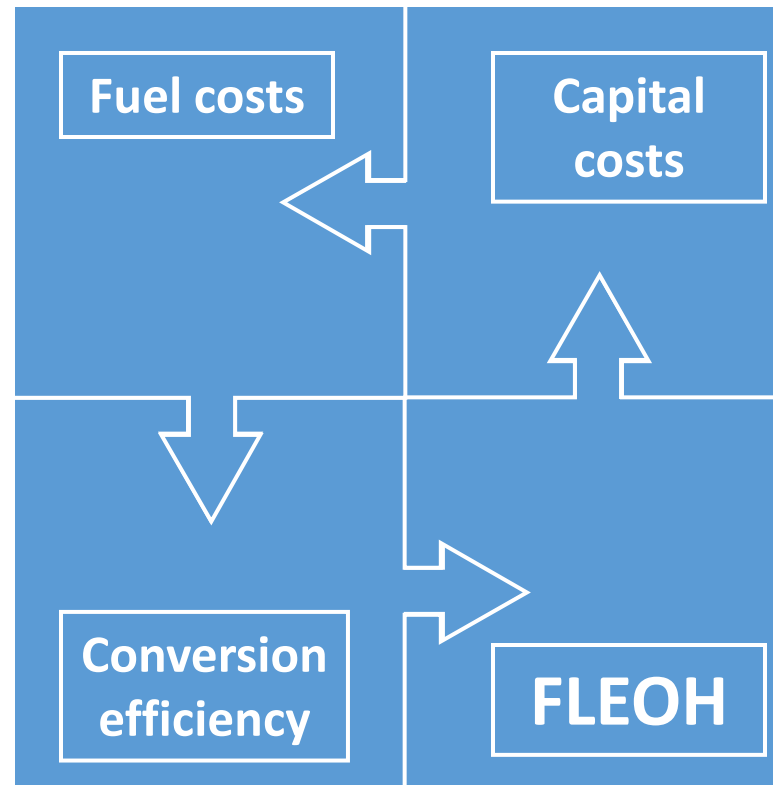 Fuel costs
Capital
costs
Conversion
efficiency
FLEOH